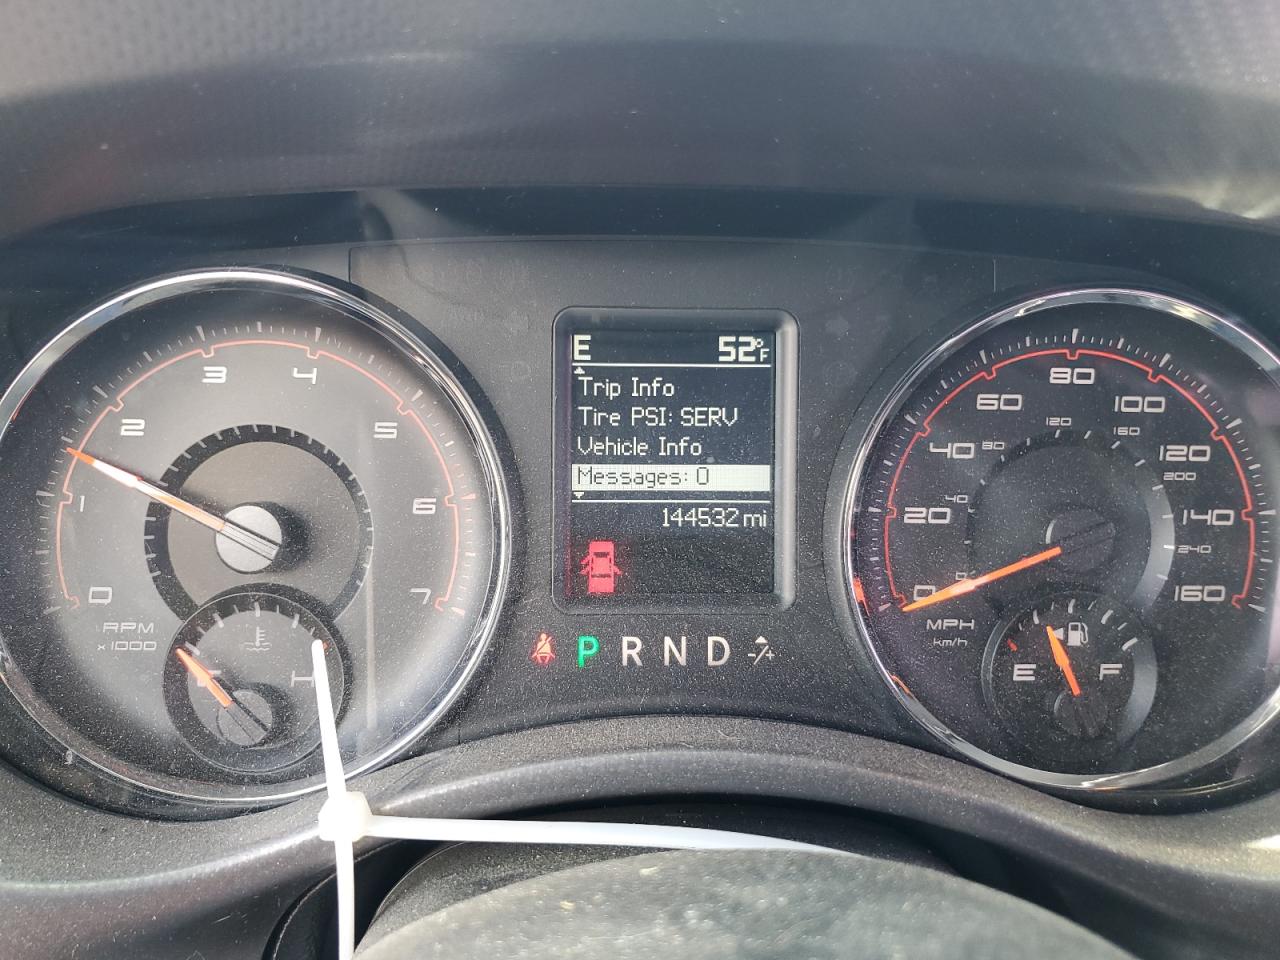 E 52°F
Trip Info
Tire PSI: SERV
Vehicle Info
Messages: 0
144532 mi
P R N D -/+
0 1 2 3 4 5 6 7
RPM
x1000
H
0 20 40 60 80 100 120 140 160
40 80 120 160 200 240
MPH
km/h
E F